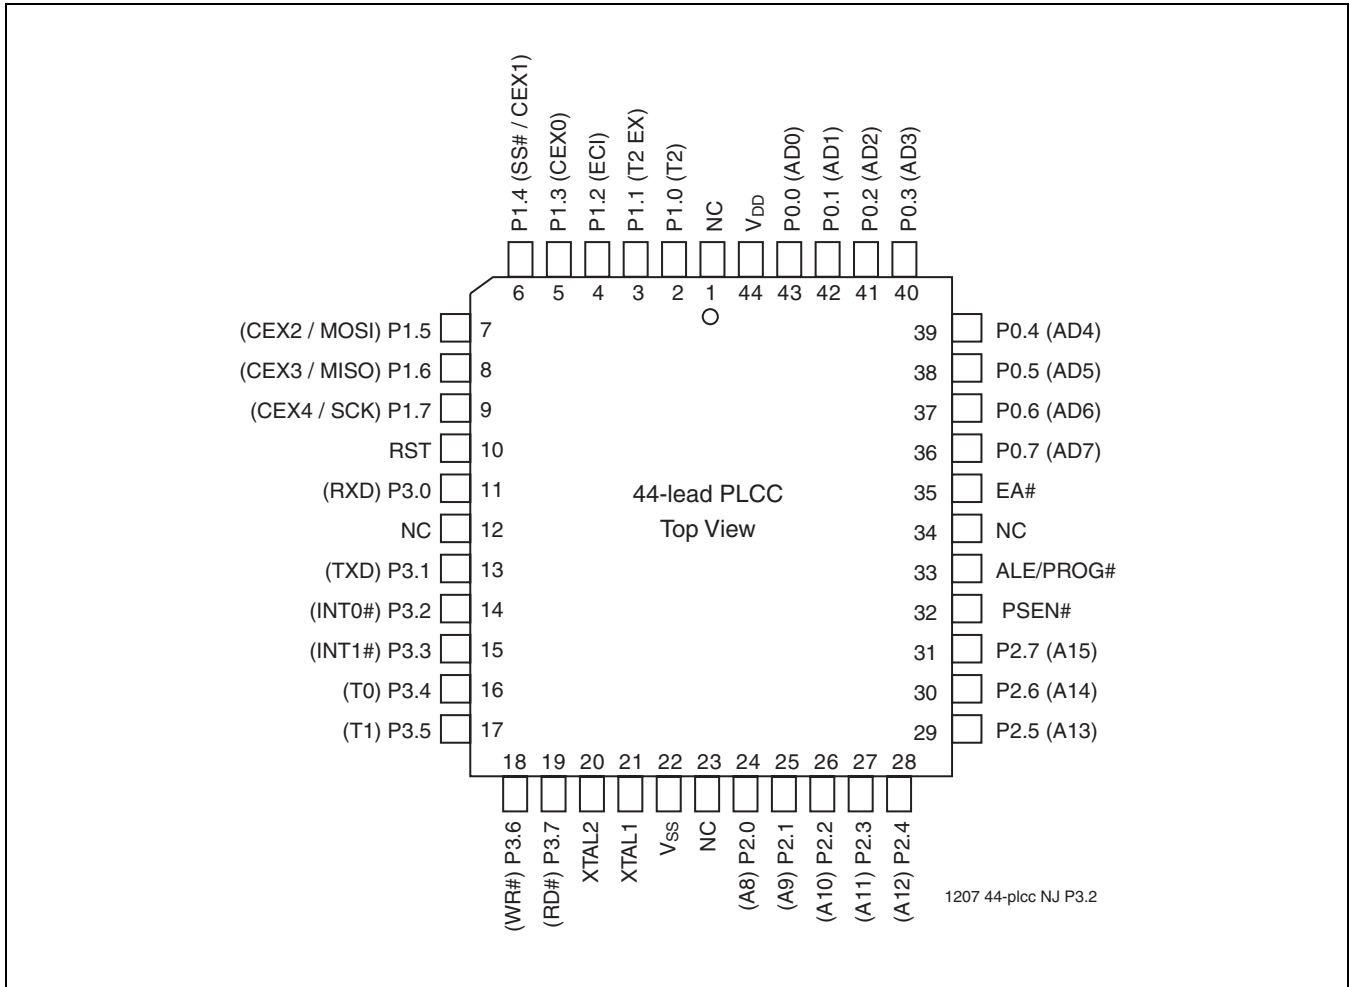 P1.4 (SS# / CEX1)
P1.3 (CEX0)
P1.2 (ECI)
P1.1 (T2 EX)
P1.0 (T2)
NC
VDD
P0.0 (AD0)
P0.1 (AD1)
P0.2 (AD2)
P0.3 (AD3)
6 5 4 3 2 1 44 43 42 41 40
(CEX2 / MOSI) P1.5 7
(CEX3 / MISO) P1.6 8
(CEX4 / SCK) P1.7 9
RST 10
(RXD) P3.0 11
NC 12
(TXD) P3.1 13
(INT0#) P3.2 14
(INT1#) P3.3 15
(T0) P3.4 16
(T1) P3.5 17
44-lead PLCC
Top View
39 P0.4 (AD4)
38 P0.5 (AD5)
37 P0.6 (AD6)
36 P0.7 (AD7)
35 EA#
34 NC
33 ALE/PROG#
32 PSEN#
31 P2.7 (A15)
30 P2.6 (A14)
29 P2.5 (A13)
18 19 20 21 22 23 24 25 26 27 28
(WR#) P3.6
(RD#) P3.7
XTAL2
XTAL1
VSS
NC
(A8) P2.0
(A9) P2.1
(A10) P2.2
(A11) P2.3
(A12) P2.4
1207 44-plcc NJ P3.2